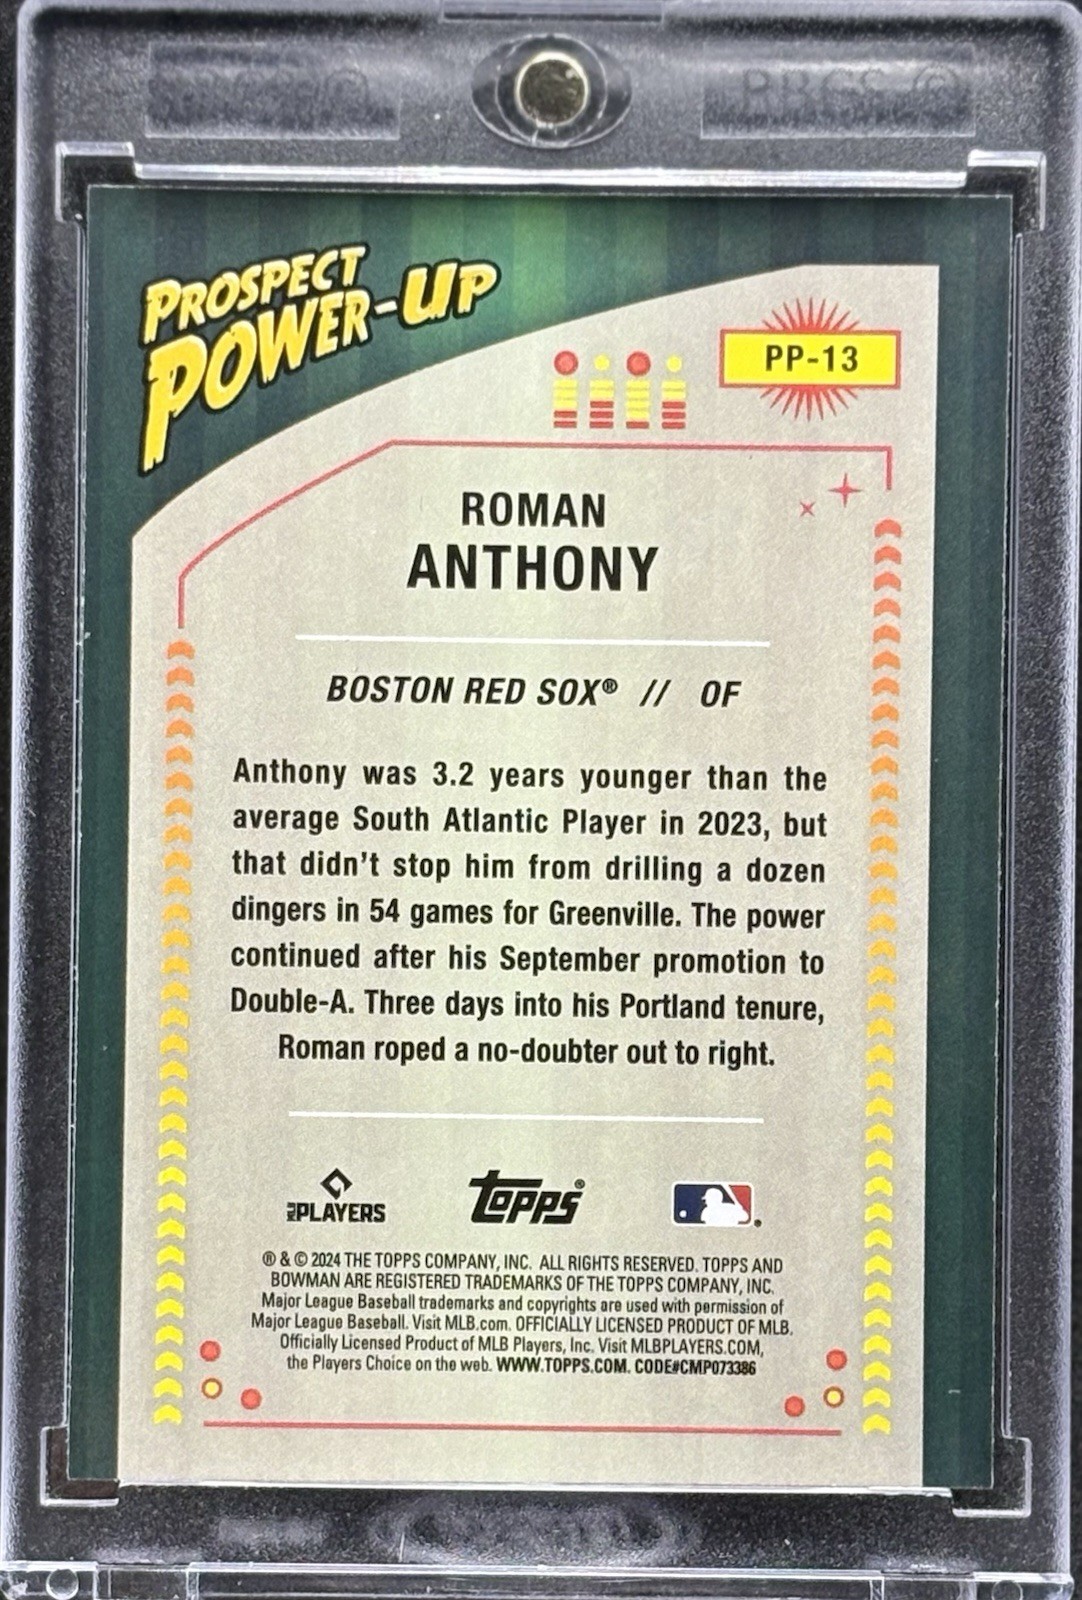 PROSPECT
POWER-UP
PP-13
ROMAN
ANTHONY
BOSTON RED SOX® // OF
Anthony was 3.2 years younger than the
average South Atlantic Player in 2023, but
that didn't stop him from drilling a dozen
dingers in 54 games for Greenville. The power
continued after his September promotion to
Double-A. Three days into his Portland tenure,
Roman roped a no-doubter out to right.
PLAYERS
TOPPS®
® & © 2024 THE TOPPS COMPANY, INC. ALL RIGHTS RESERVED. TOPPS AND
BOWMAN ARE REGISTERED TRADEMARKS OF THE TOPPS COMPANY, INC.
Major League Baseball trademarks and copyrights are used with permission of
Major League Baseball. Visit MLB.com. OFFICIALLY LICENSED PRODUCT OF MLB.
Officially Licensed Product of MLB Players, Inc. Visit MLBPLAYERS.COM,
the Players Choice on the web. WWW.TOPPS.COM. CODE#CMP073386